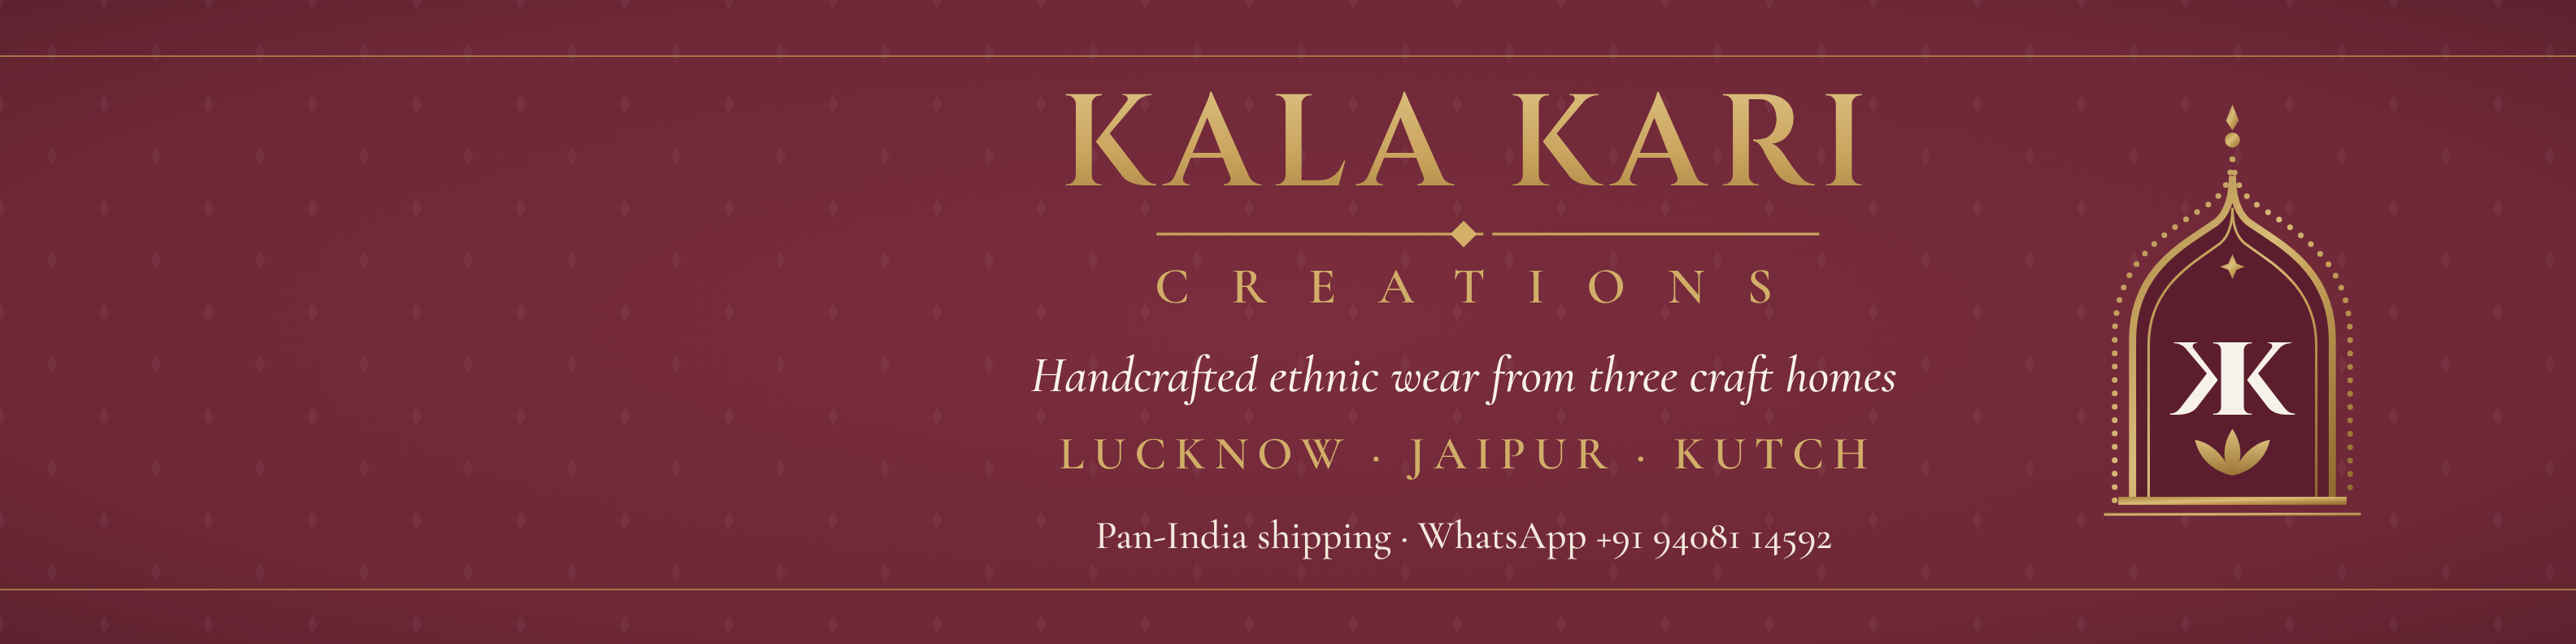 KALA KARI
CREATIONS
Handcrafted ethnic wear from three craft homes
LUCKNOW · JAIPUR · KUTCH
Pan-India shipping · WhatsApp +91 94081 14592
KK